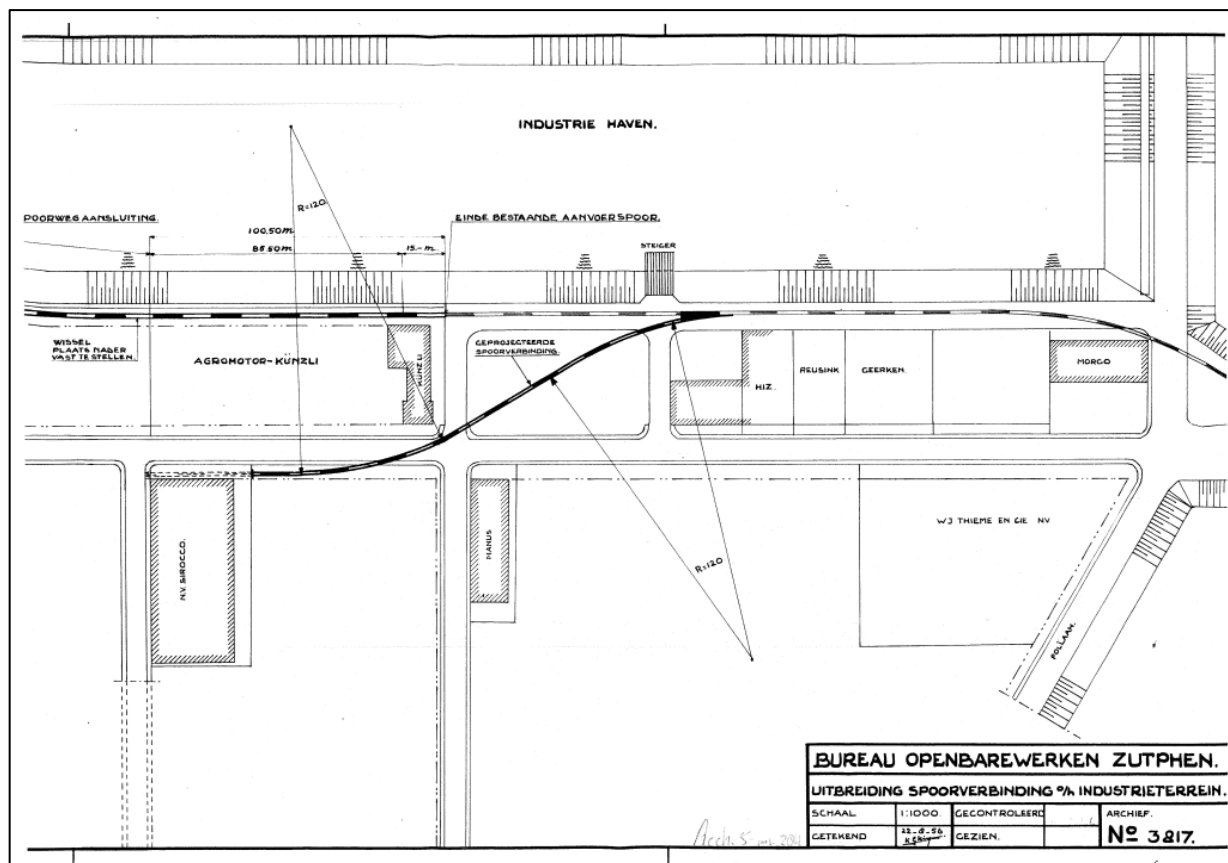 INDUSTRIE HAVEN.
R=120.
POORWEG AANSLUITING.
EINDE BESTAANDE AANVOERSPOOR.
100.50m
85.50m
15.-m.
STEIGER
WISSEL
PLAATS NADER
VAST TE STELLEN.
AGROMOTOR-KÜNZLI
KÜNZLI
GEPROJECTEERDE
SPOORVERBINDING.
HIZ.
REUSINK
GEERKEN.
MORGO
N.V. SIROCCO.
MANUS
W J THIEME EN CIE NV
R=120
POLLAAN.
BUREAU OPENBAREWERKEN ZUTPHEN.
UITBREIDING SPOORVERBINDING o/h INDUSTRIETERREIN.
SCHAAL 1:1000. GECONTROLEERD ARCHIEF.
GETEKEND 22-8-56 GEZIEN. No 3817.